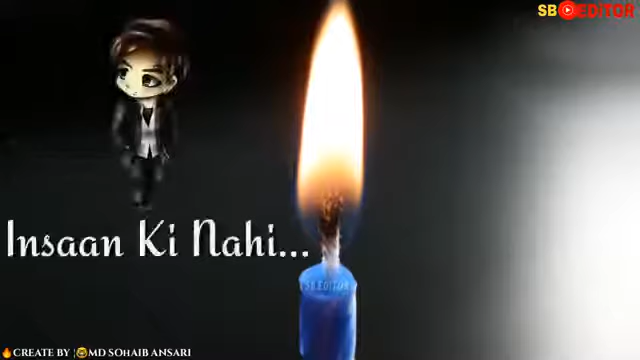 SB EDITOR
Insaan Ki Nahi...
SB.EDITOR
🔥CREATE BY ¦🤓MD SOHAIB ANSARI